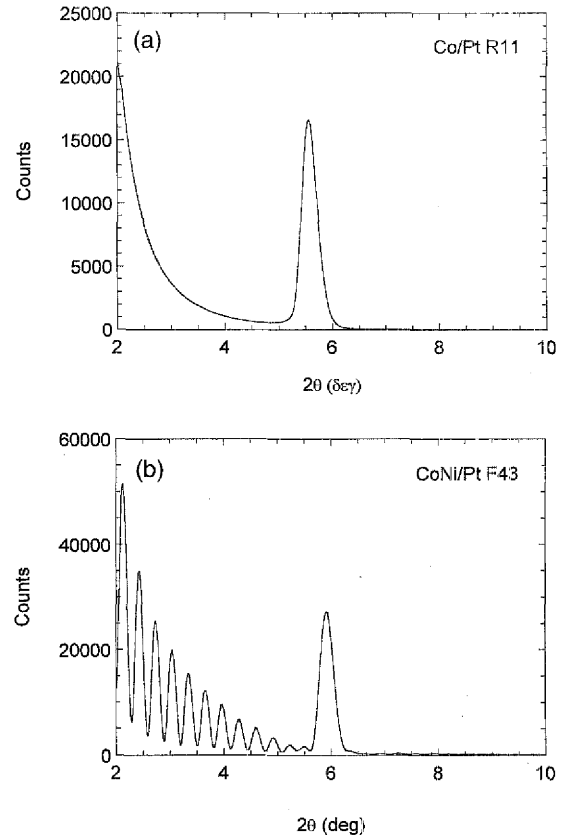 25000
(a)
Co/Pt R11
20000
15000
Counts
10000
5000
0
2 4 6 8 10
2θ (δεγ)
60000
(b)
CoNi/Pt F43
40000
Counts
20000
0
2 4 6 8 10
2θ (deg)